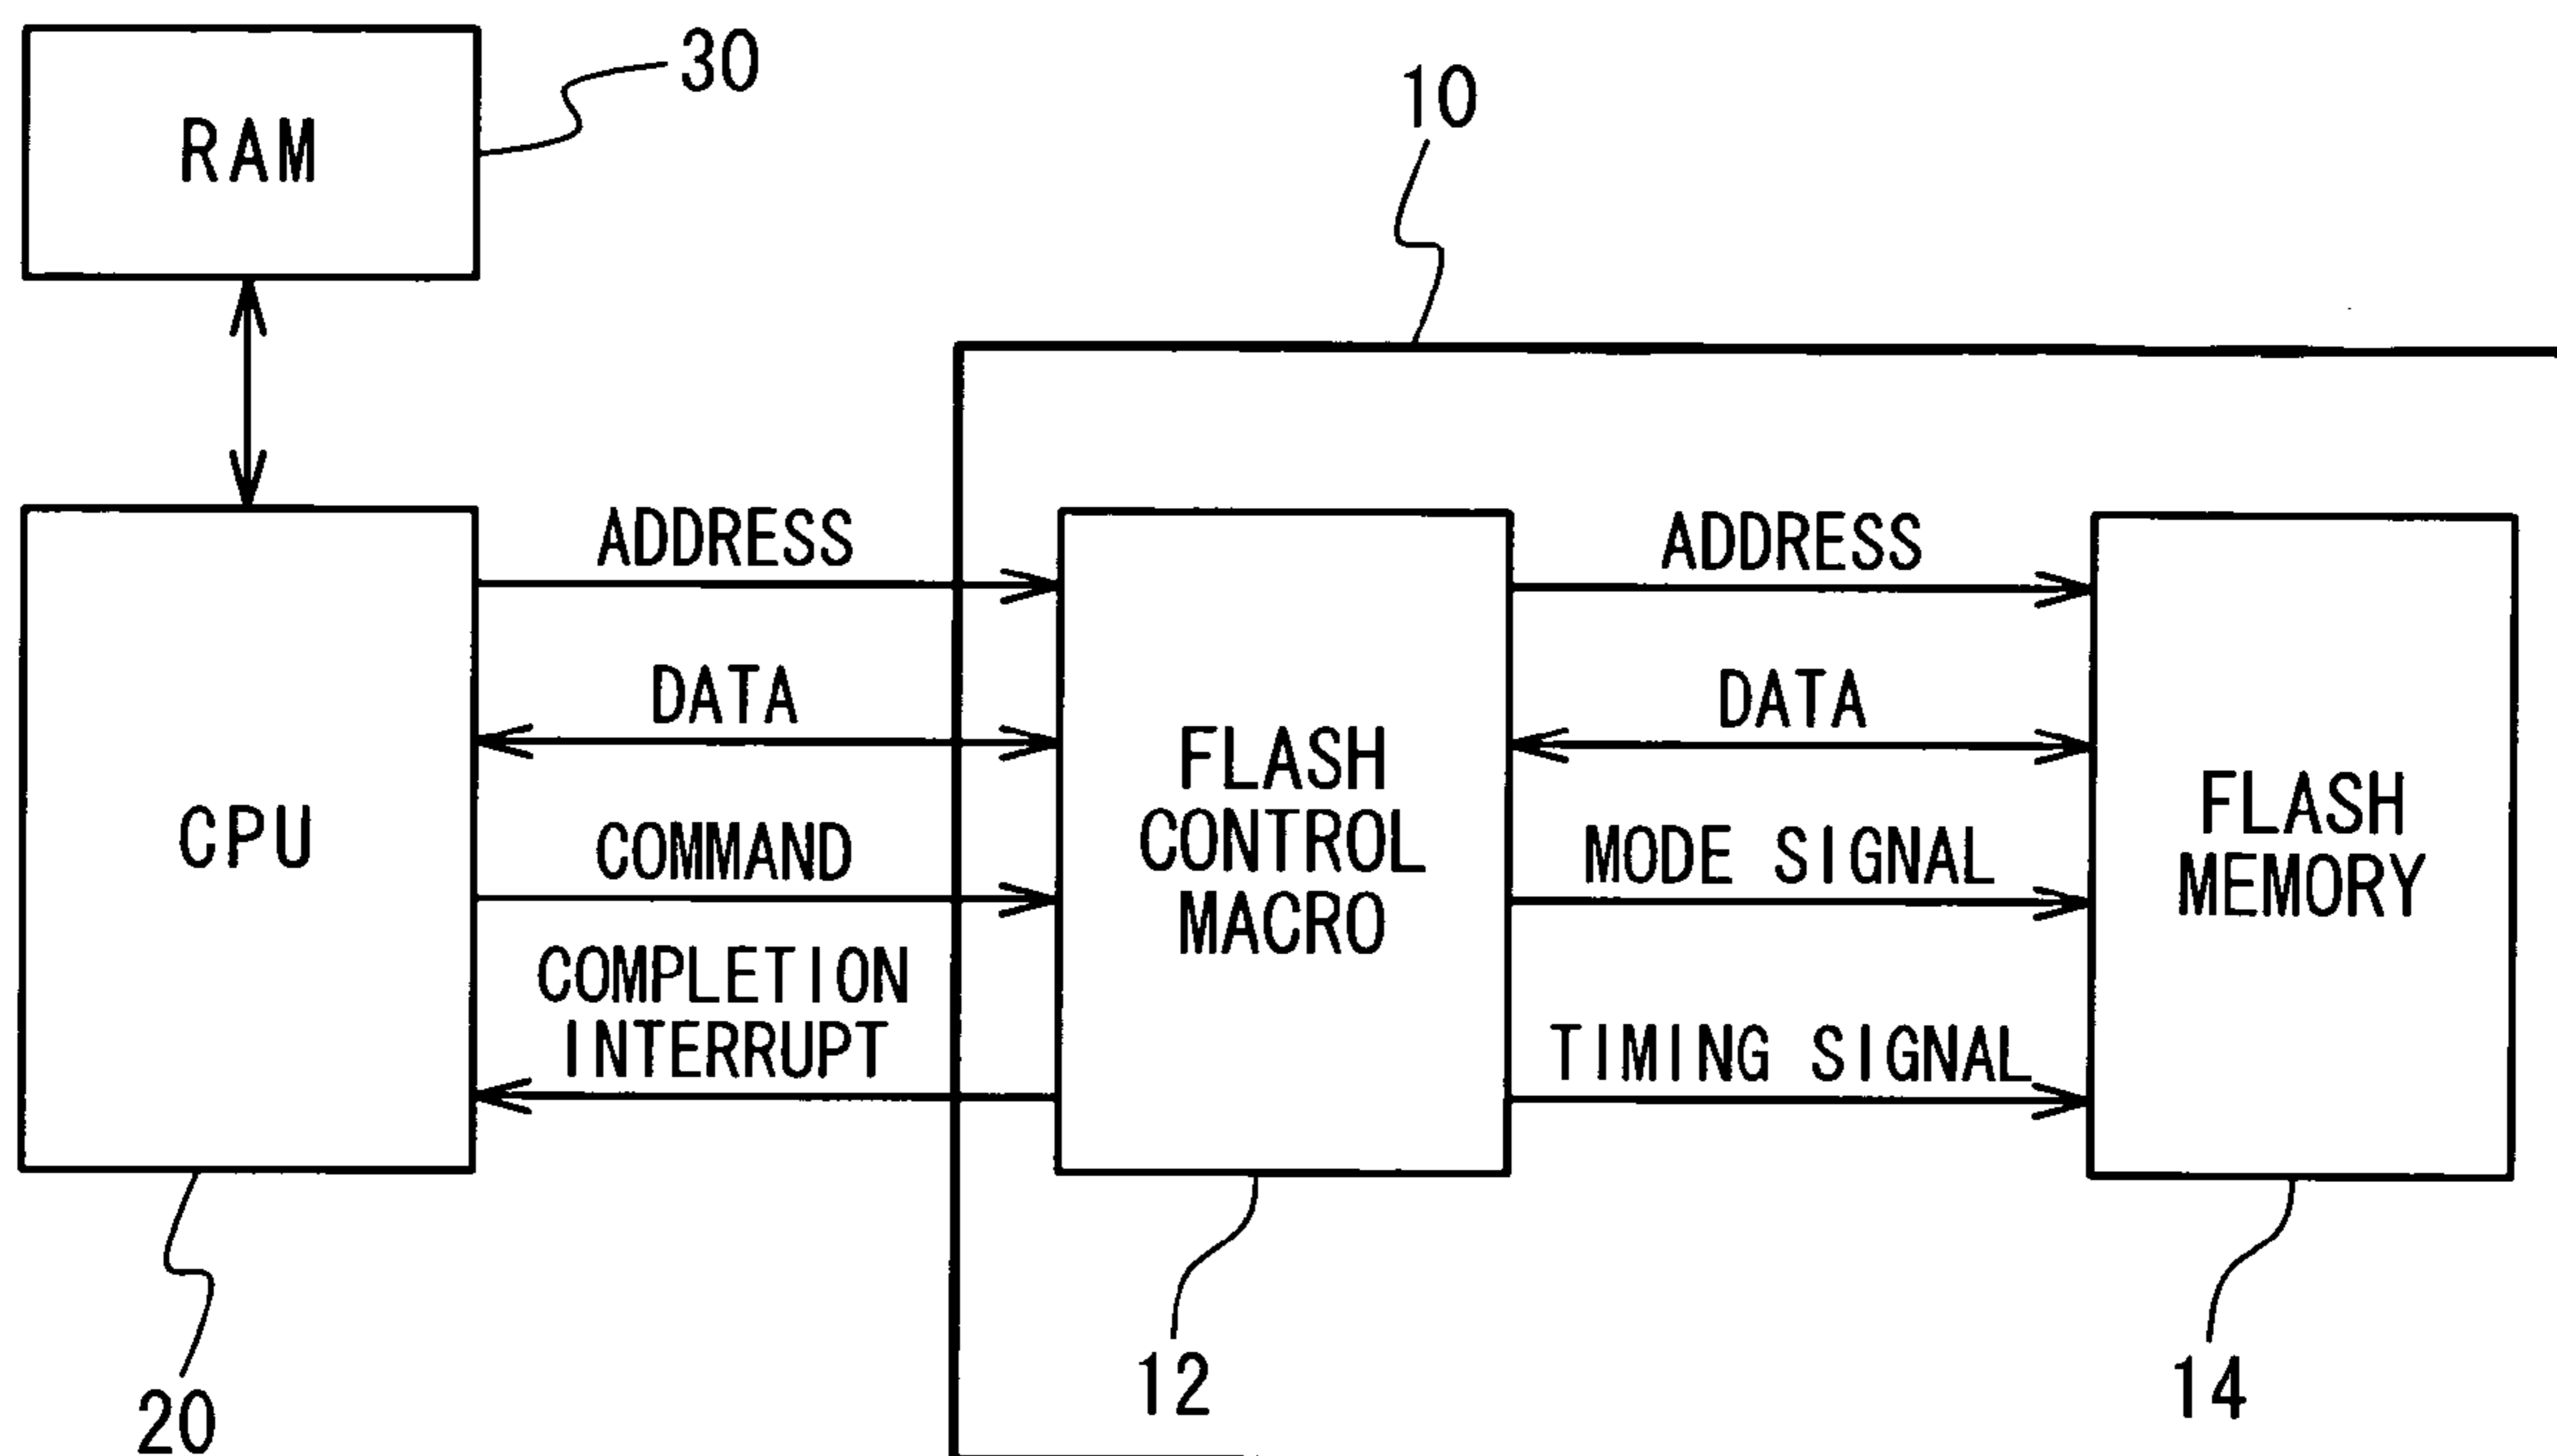 RAM
30
10
ADDRESS
DATA
COMMAND
COMPLETION
INTERRUPT
CPU
20
FLASH
CONTROL
MACRO
12
ADDRESS
DATA
MODE SIGNAL
TIMING SIGNAL
FLASH
MEMORY
14